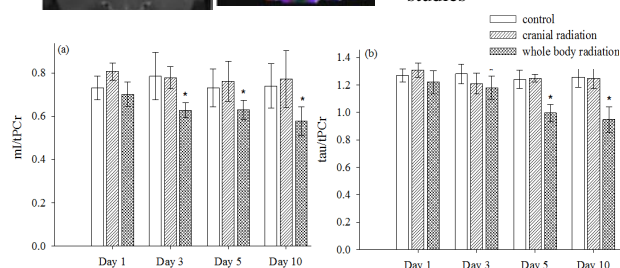 control
cranial radiation
whole body radiation
(a)
mI/tPCr
0.8
0.6
0.4
0.2
0.0
*
*
*
Day 1
Day 3
Day 5
Day 10
(b)
tau/tPCr
1.4
1.2
1.0
0.8
0.6
0.4
0.2
0.0
*
*
Day 1
Day 3
Day 5
Day 10